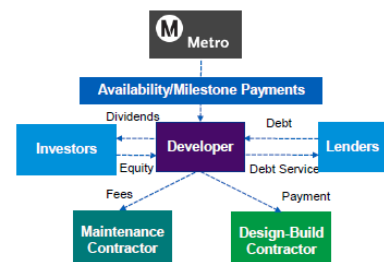 M
Metro
Availability/Milestone Payments
Dividends
Debt
Investors
Developer
Lenders
Equity
Debt Service
Fees
Payment
Maintenance
Contractor
Design-Build
Contractor